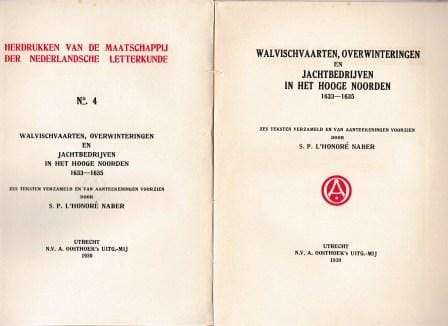 HERDRUKKEN VAN DE MAATSCHAPPIJ
DER NEDERLANDSCHE LETTERKUNDE
No. 4
WALVISCHVAARTEN, OVERWINTERINGEN
EN
JACHTBEDRIJVEN
IN HET HOOGE NOORDEN
1633—1635
ZES TEKSTEN VERZAMELD EN VAN AANTEEKENINGEN VOORZIEN
DOOR
S. P. L'HONORÉ NABER
UTRECHT
N.V. A. OOSTHOEK'S UITG.-MIJ
1930
WALVISCHVAARTEN, OVERWINTERINGEN
EN
JACHTBEDRIJVEN
IN HET HOOGE NOORDEN
1633—1635
ZES TEKSTEN VERZAMELD EN VAN AANTEEKENINGEN VOORZIEN
DOOR
S. P. L'HONORÉ NABER
UTRECHT
N.V. A. OOSTHOEK'S UITG.-MIJ
1930